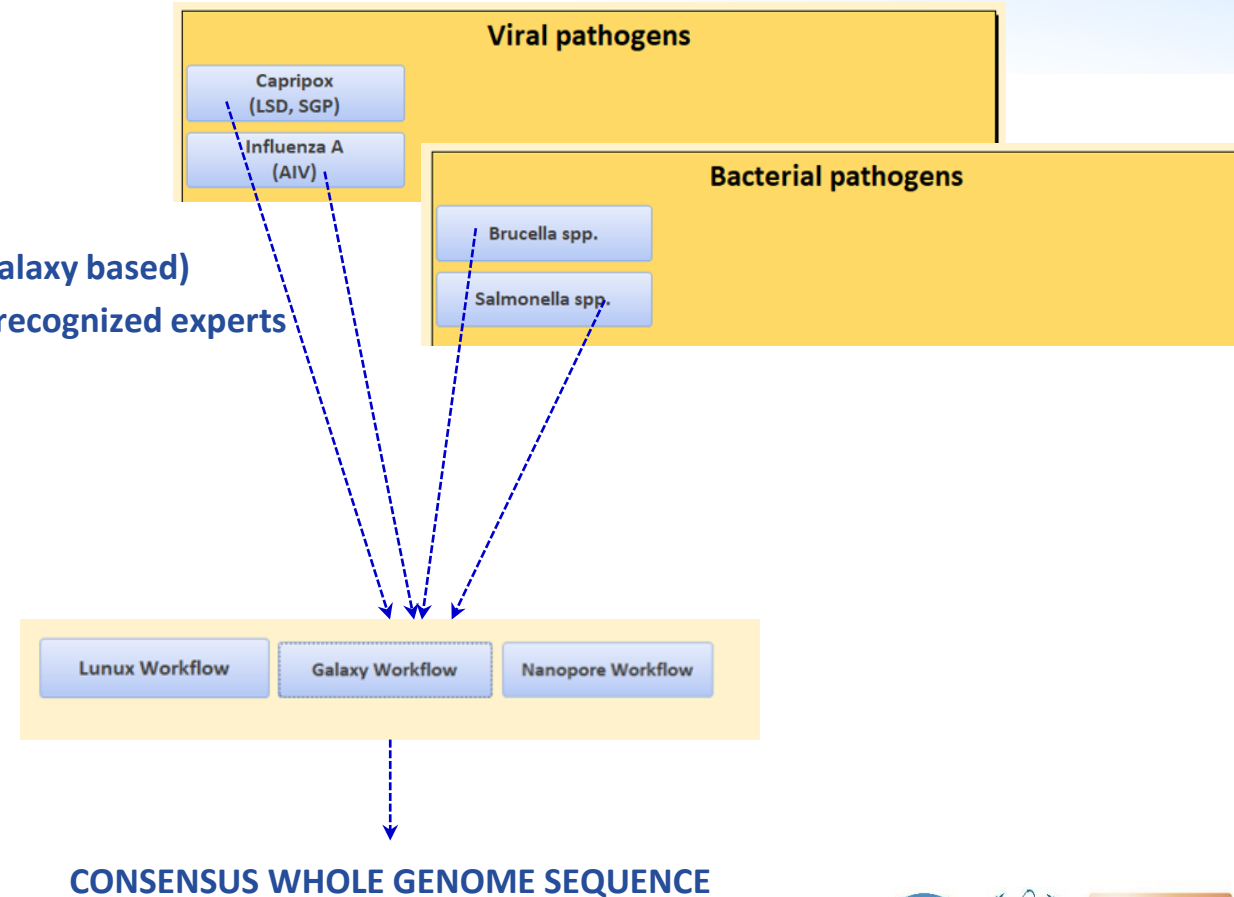 Viral pathogens
Capripox
(LSD, SGP)
Influenza A
(AIV)
Bacterial pathogens
Brucella spp.
Salmonella spp.
alaxy based)
recognized experts
Lunux Workflow
Galaxy Workflow
Nanopore Workflow
CONSENSUS WHOLE GENOME SEQUENCE